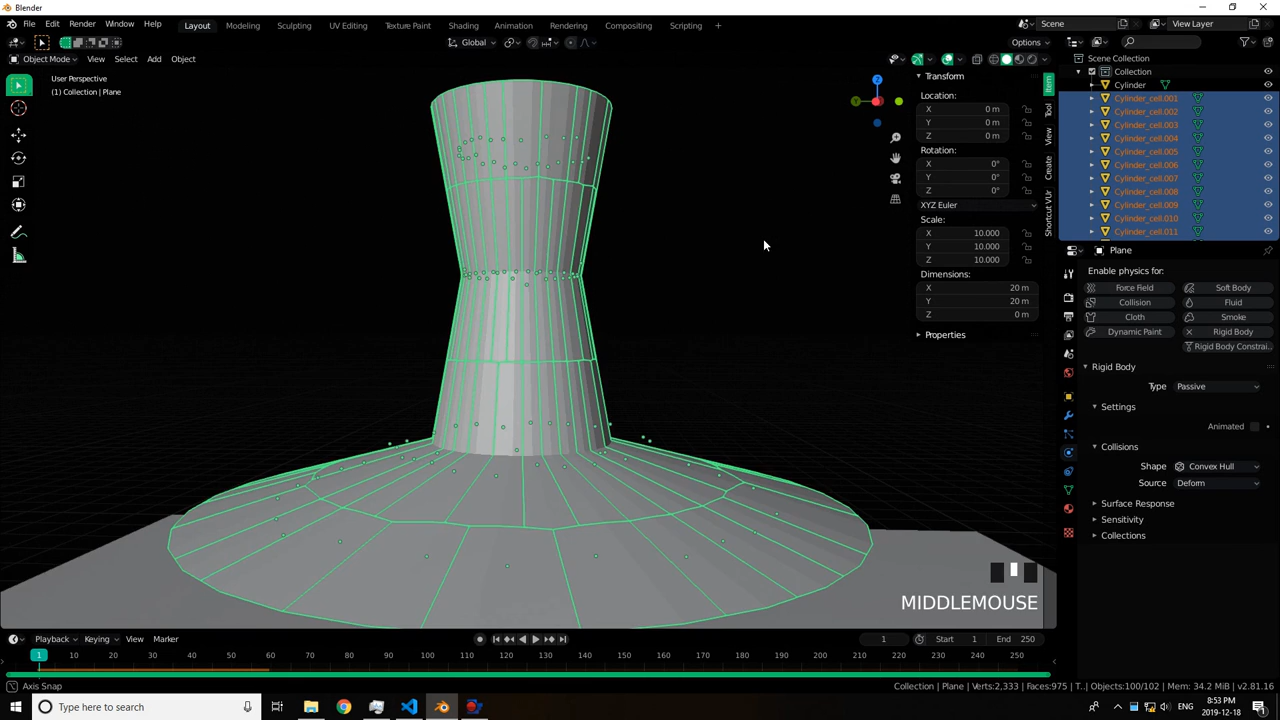 Blender
File Edit Render Window Help Layout Modeling Sculpting UV Editing Texture Paint Shading Animation Rendering Compositing Scripting + Scene View Layer
Global Options
Object Mode View Select Add Object
User Perspective
(1) Collection | Plane
Z
Y
X
Item
Tool
View
Create
Shortcut VUr
Transform
Location:
X 0 m
Y 0 m
Z 0 m
Rotation:
X 0°
Y 0°
Z 0°
XYZ Euler
Scale:
X 10.000
Y 10.000
Z 10.000
Dimensions:
X 20 m
Y 20 m
Z 0 m
Properties
Scene Collection
Collection
Cylinder
Cylinder_cell.001
Cylinder_cell.002
Cylinder_cell.003
Cylinder_cell.004
Cylinder_cell.005
Cylinder_cell.006
Cylinder_cell.007
Cylinder_cell.008
Cylinder_cell.009
Cylinder_cell.010
Cylinder_cell.011
Plane
Enable physics for:
Force Field Soft Body
Collision Fluid
Cloth Smoke
Dynamic Paint Rigid Body
Rigid Body Constrai..
Rigid Body
Type Passive
Settings
Animated
Collisions
Shape Convex Hull
Source Deform
Surface Response
Sensitivity
Collections
MIDDLEMOUSE
Playback Keying View Marker 1 Start 1 End 250
1 10 20 30 40 50 60 70 80 90 100 110 120 130 140 150 160 170 180 190 200 210 220 230 240 250
Axis Snap Collection | Plane | Verts:2,333 | Faces:975 | T.. | Objects:100/102 | Mem: 34.2 MiB | v2.81.16
Type here to search ENG 8:53 PM
2019-12-18 1